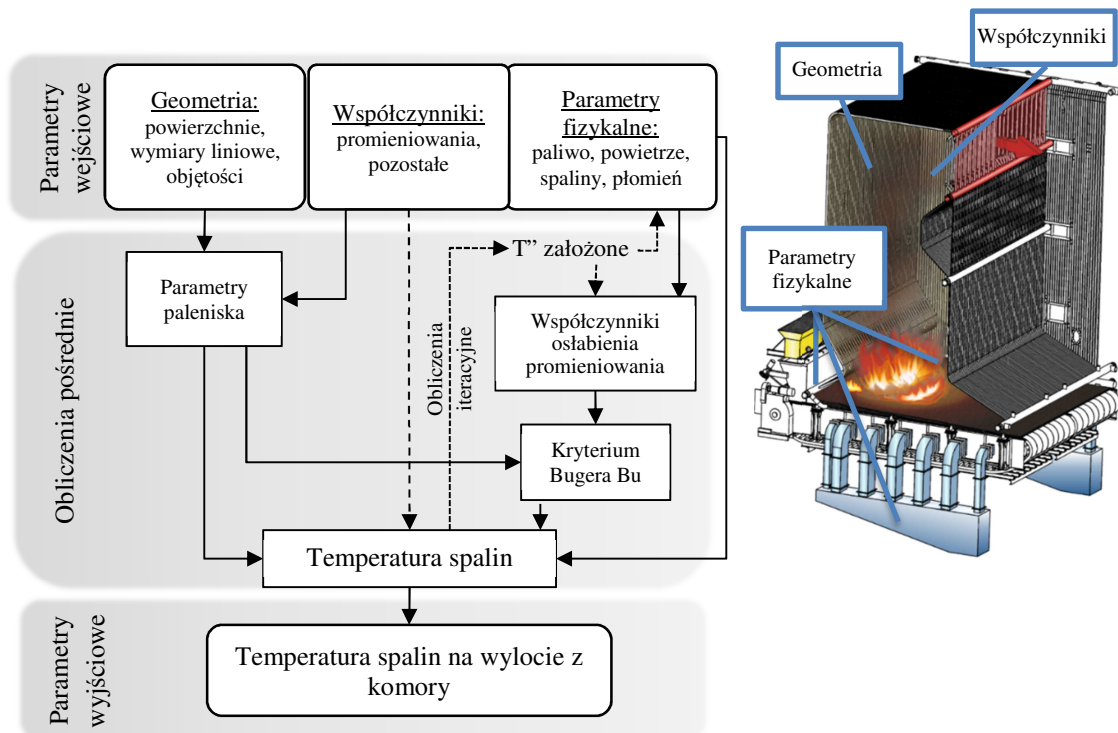 Parametry
wejściowe
Geometria:
powierzchnie,
wymiary liniowe,
objętości
Współczynniki:
promieniowania,
pozostałe
Parametry
fizykalne:
paliwo, powietrze,
spaliny, płomień
Obliczenia pośrednie
Parametry
paleniska
T” założone
Obliczenia
iteracyjne
Współczynniki
osłabienia
promieniowania
Kryterium
Bugera Bu
Temperatura spalin
Parametry
wyjściowe
Temperatura spalin na wylocie z
komory
Geometria
Współczynniki
Parametry
fizykalne